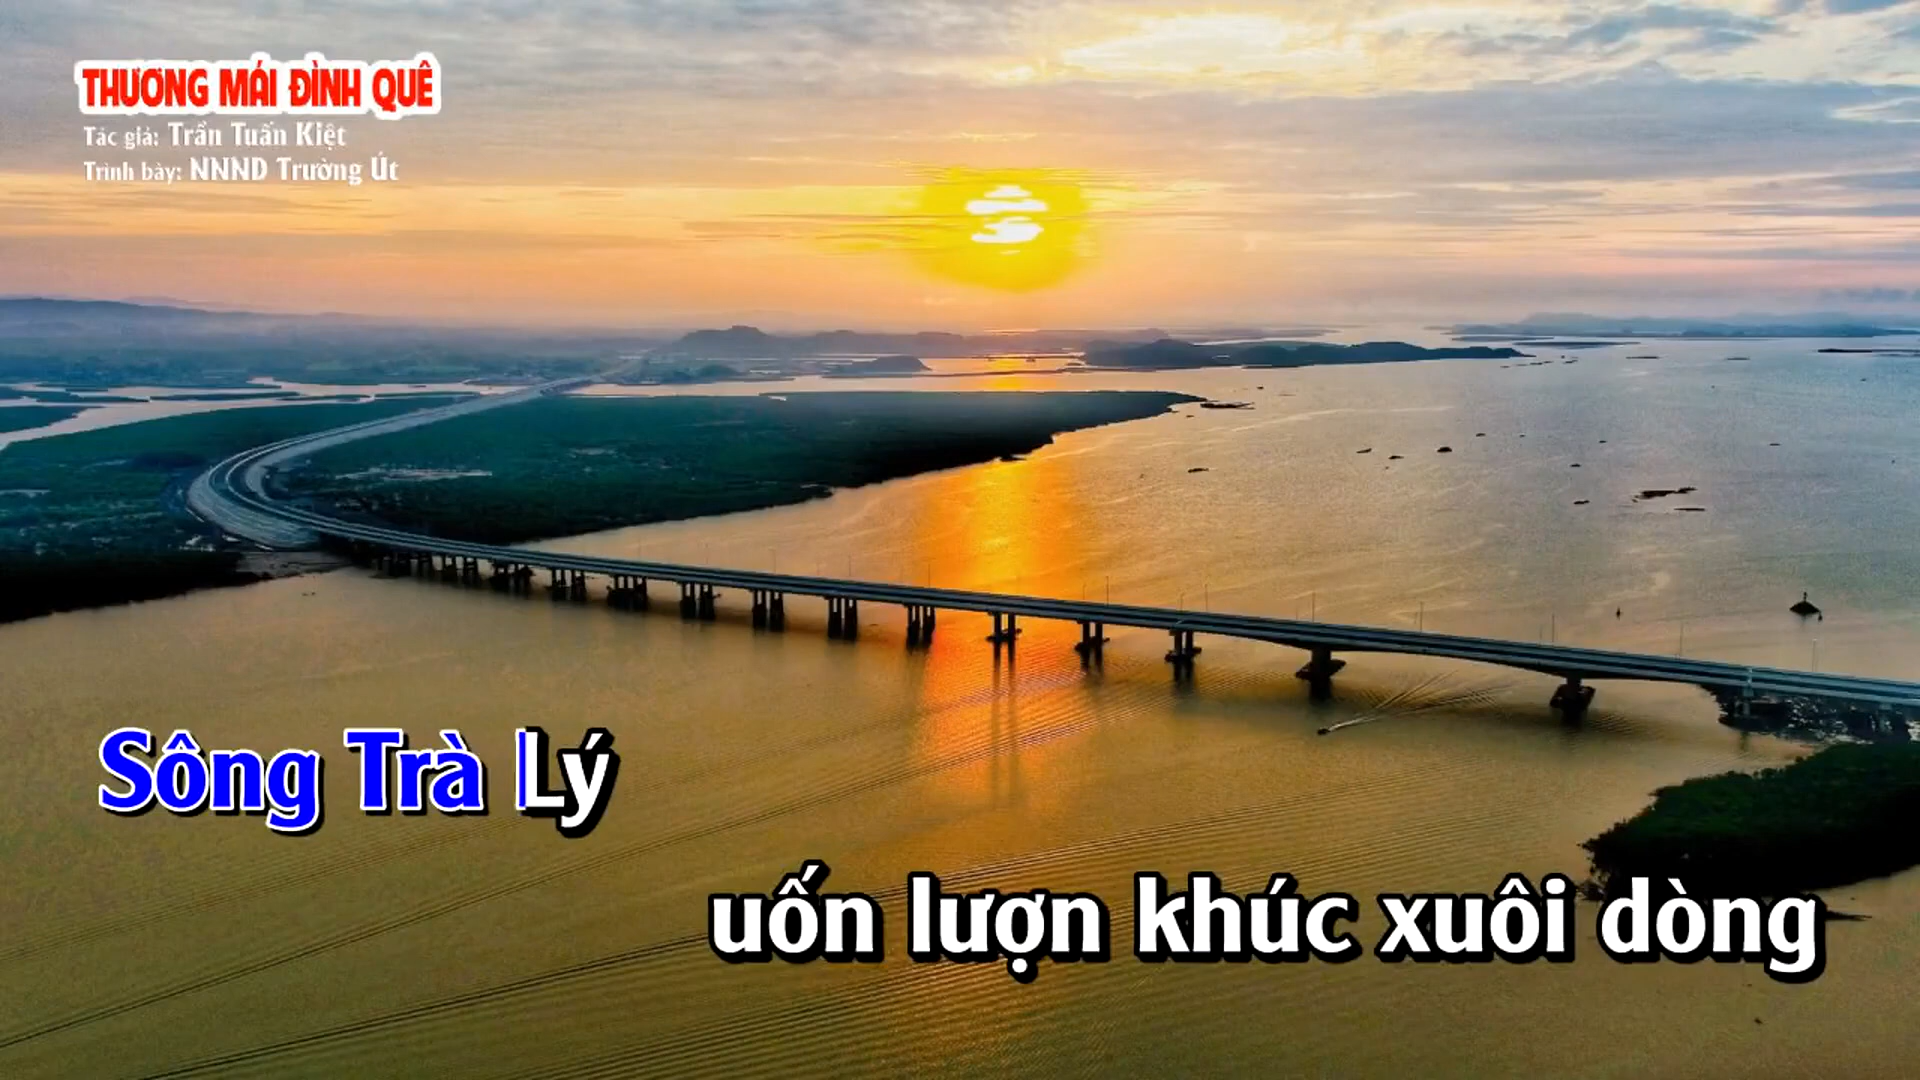 THƯƠNG MÁI ĐÌNH QUÊ
Tác giả: Trần Tuấn Kiệt
Trình bày: NNND Trường Út
Sông Trà Lý
uốn lượn khúc xuôi dòng